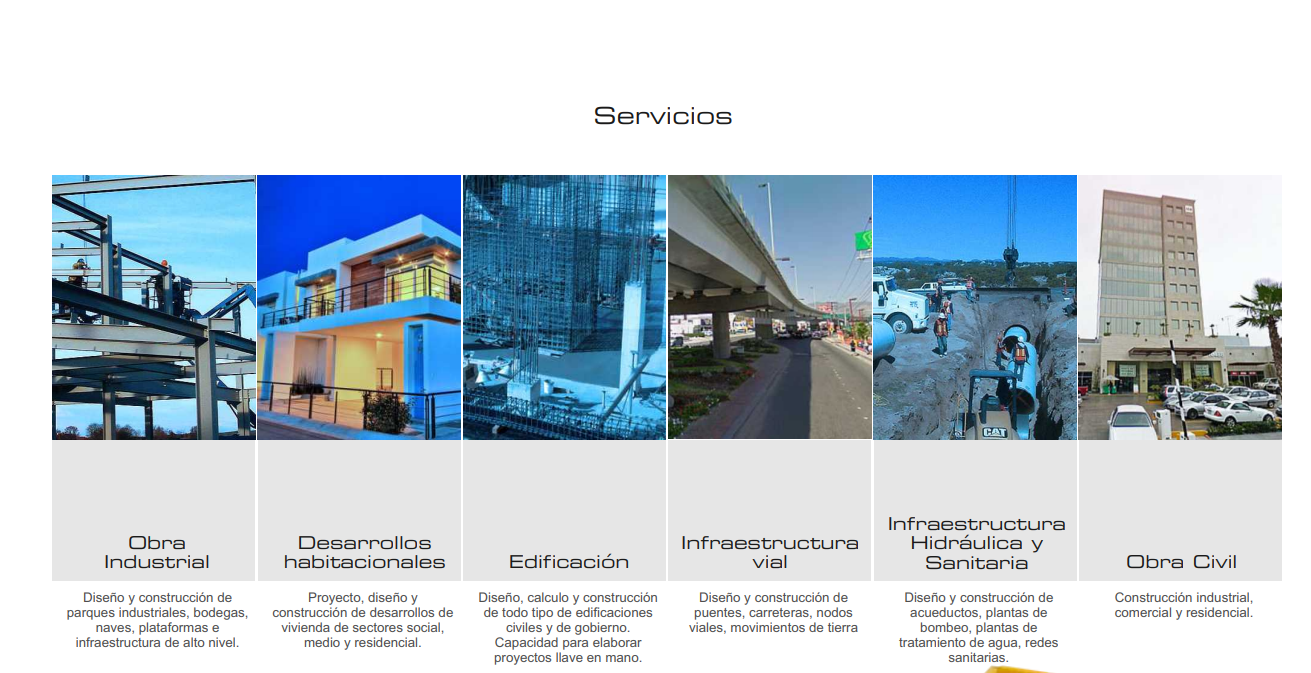 Servicios
CAT
Obra
Industrial
Desarrollos
habitacionales
Edificación
Infraestructura
vial
Infraestructura
Hidráulica y
Sanitaria
Obra Civil
Diseño y construcción de
parques industriales, bodegas,
naves, plataformas e
infraestructura de alto nivel.
Proyecto, diseño y
construcción de desarrollos de
vivienda de sectores social,
medio y residencial.
Diseño, calculo y construcción
de todo tipo de edificaciones
civiles y de gobierno.
Capacidad para elaborar
proyectos llave en mano.
Diseño y construcción de
puentes, carreteras, nodos
viales, movimientos de tierra
Diseño y construcción de
acueductos, plantas de
bombeo, plantas de
tratamiento de agua, redes
sanitarias.
Construcción industrial,
comercial y residencial.